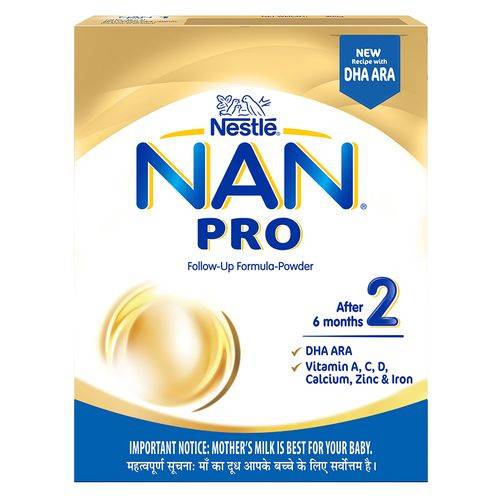 NEW
Recipe with
DHA ARA
Nestlé®
NAN®
PRO
Follow-Up Formula-Powder
After
6 months
2
✓ DHA ARA
✓ Vitamin A, C, D,
Calcium, Zinc & Iron
IMPORTANT NOTICE: MOTHER'S MILK IS BEST FOR YOUR BABY.
महत्वपूर्ण सूचना: माँ का दूध आपके बच्चे के लिए सर्वोत्तम है।